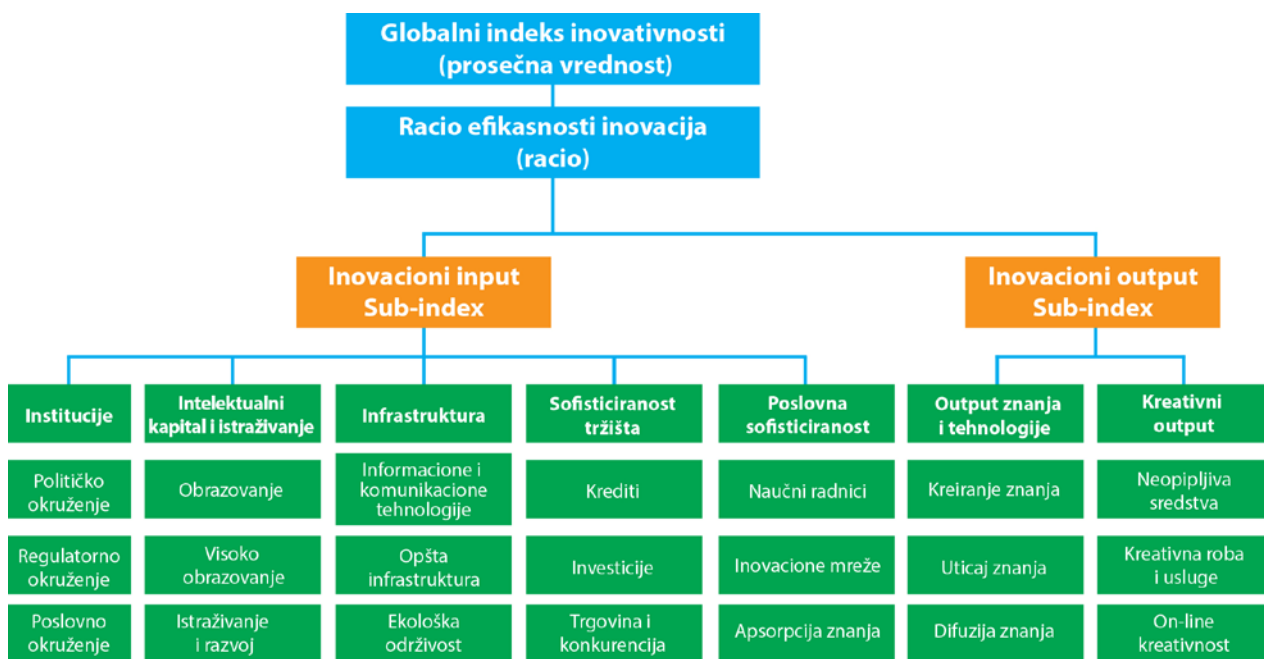 Globalni indeks inovativnosti
(prosečna vrednost)
Racio efikasnosti inovacija
(racio)
Inovacioni input
Sub-index
Inovacioni output
Sub-index
Institucije
Intelektualni
kapital i istraživanje
Infrastruktura
Sofisticiranost
tržišta
Poslovna
sofisticiranost
Output znanja
i tehnologije
Kreativni
output
Političko
okruženje
Obrazovanje
Informacione i
komunikacione
tehnologije
Krediti
Naučni radnici
Kreiranje znanja
Neopipljiva
sredstva
Regulatorno
okruženje
Visoko
obrazovanje
Opšta
infrastruktura
Investicije
Inovacione mreže
Uticaj znanja
Kreativna roba
i usluge
Poslovno
okruženje
Istraživanje
i razvoj
Ekološka
održivost
Trgovina i
konkurencija
Apsorpcija znanja
Difuzija znanja
On-line
kreativnost